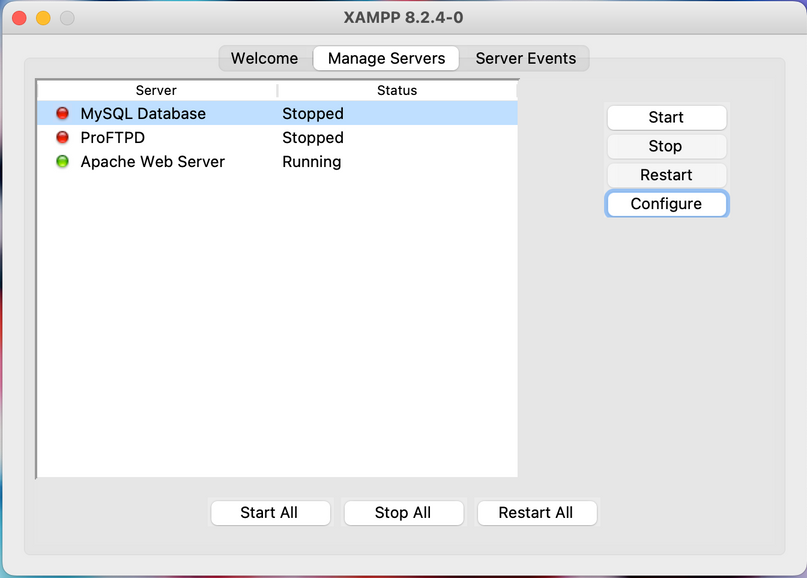 XAMPP 8.2.4-0
Welcome Manage Servers Server Events
Server Status
MySQL Database Stopped
ProFTPD Stopped
Apache Web Server Running
Start
Stop
Restart
Configure
Start All Stop All Restart All